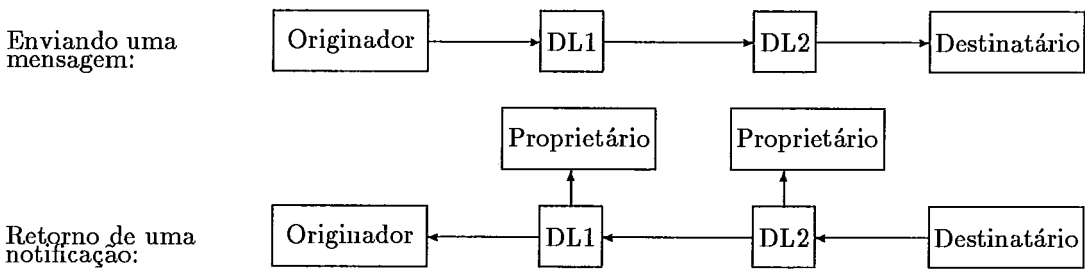 Enviando uma
mensagem:
Originador
DL1
DL2
Destinatário
Proprietário
Proprietário
Retorno de uma
notificação:
Originador
DL1
DL2
Destinatário